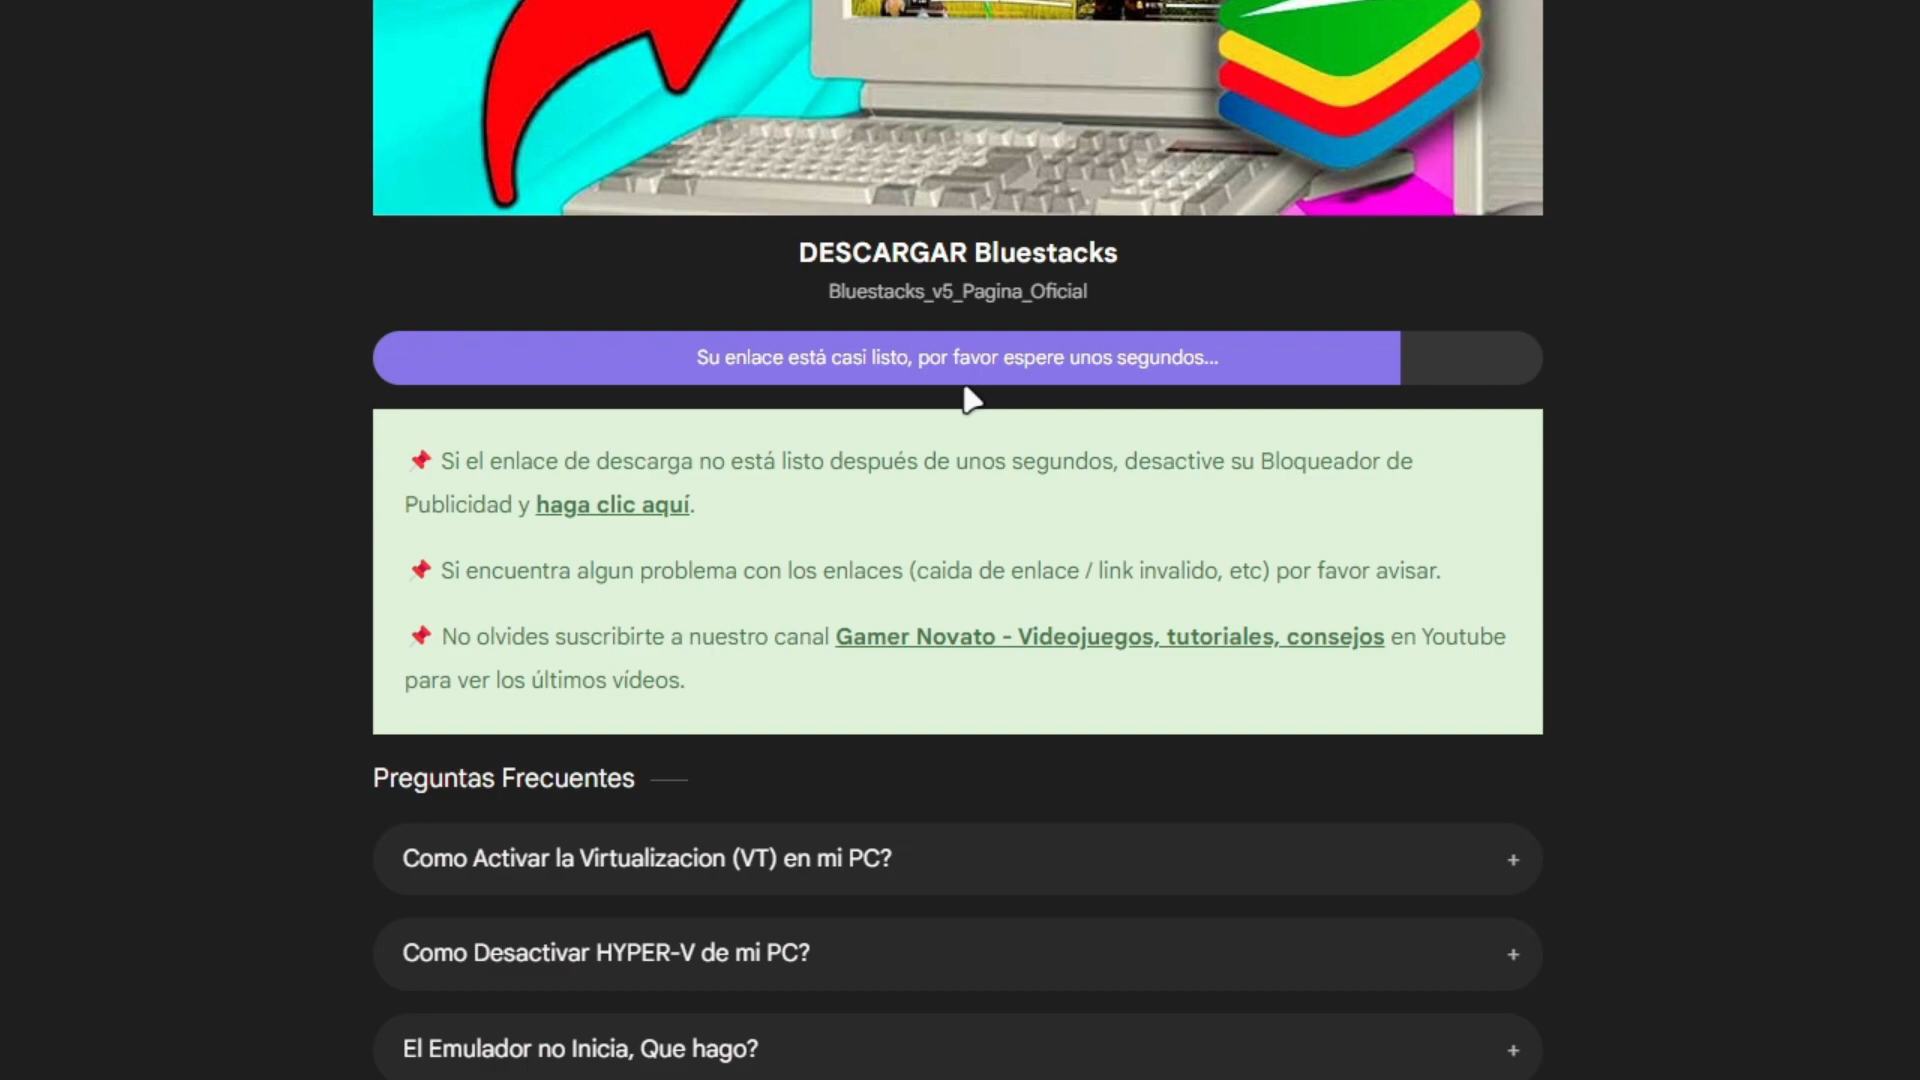 DESCARGAR Bluestacks
Bluestacks_v5_Pagina_Oficial
Su enlace está casi listo, por favor espere unos segundos...
📌 Si el enlace de descarga no está listo después de unos segundos, desactive su Bloqueador de
Publicidad y haga clic aquí.
📌 Si encuentra algun problema con los enlaces (caida de enlace / link invalido, etc) por favor avisar.
📌 No olvides suscribirte a nuestro canal Gamer Novato - Videojuegos, tutoriales, consejos en Youtube
para ver los últimos vídeos.
Preguntas Frecuentes
Como Activar la Virtualizacion (VT) en mi PC? +
Como Desactivar HYPER-V de mi PC? +
El Emulador no Inicia, Que hago? +